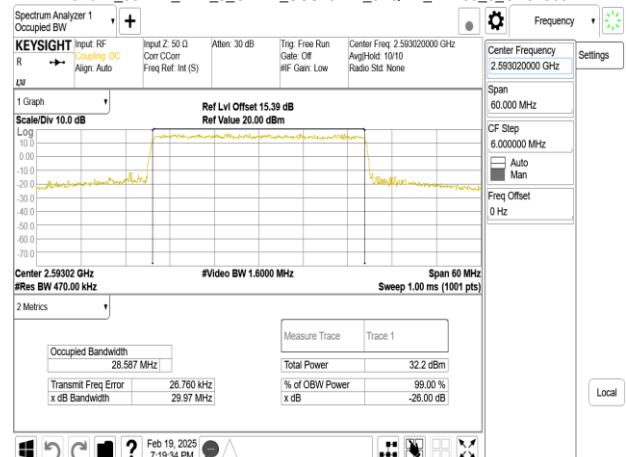 Spectrum Analyzer 1
Occupied BW
Frequency
KEYSIGHT
Input: RF
Coupling: DC
Align: Auto
Input Z: 50 Ω
Corr CCorr
Freq Ref: Int (S)
Atten: 30 dB
Trig: Free Run
Gate: Off
#IF Gain: Low
Center Freq: 2.593020000 GHz
Avg|Hold: 10/10
Radio Std: None
R
LXI
Center Frequency
2.593020000 GHz
Settings
Span
60.000 MHz
CF Step
6.000000 MHz
Auto
Man
Freq Offset
0 Hz
Local
1 Graph
Scale/Div 10.0 dB
Ref Lvl Offset 15.39 dB
Ref Value 20.00 dBm
Log
10.0
0.00
-10.0
-20.0
-30.0
-40.0
-50.0
-60.0
-70.0
Center 2.59302 GHz
#Video BW 1.6000 MHz
Span 60 MHz
#Res BW 470.00 kHz
Sweep 1.00 ms (1001 pts)
2 Metrics
Measure Trace
Trace 1
Occupied Bandwidth
28.587 MHz
Total Power
32.2 dBm
Transmit Freq Error
26.760 kHz
% of OBW Power
99.00 %
x dB Bandwidth
29.97 MHz
x dB
-26.00 dB
?
Feb 19, 2025
7:19:34 PM